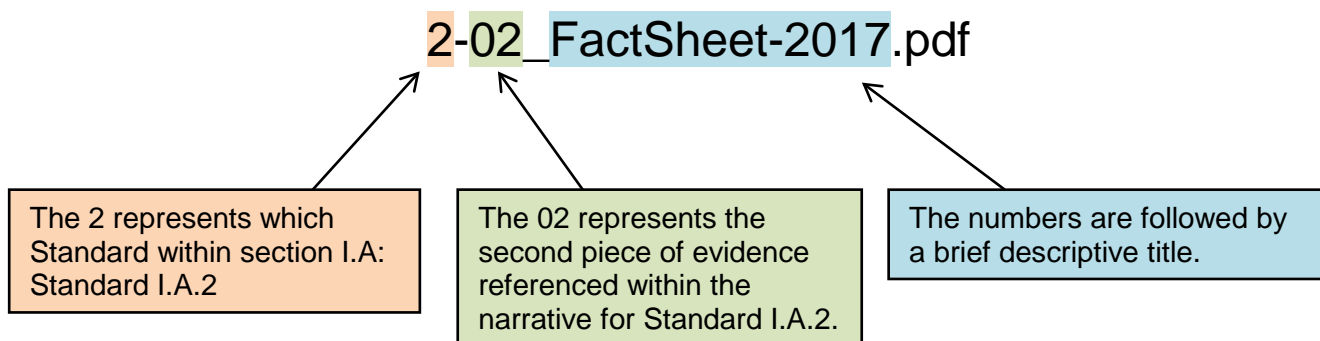 2-02_FactSheet-2017.pdf
The 2 represents which
Standard within section I.A:
Standard I.A.2
The 02 represents the
second piece of evidence
referenced within the
narrative for Standard I.A.2.
The numbers are followed by
a brief descriptive title.